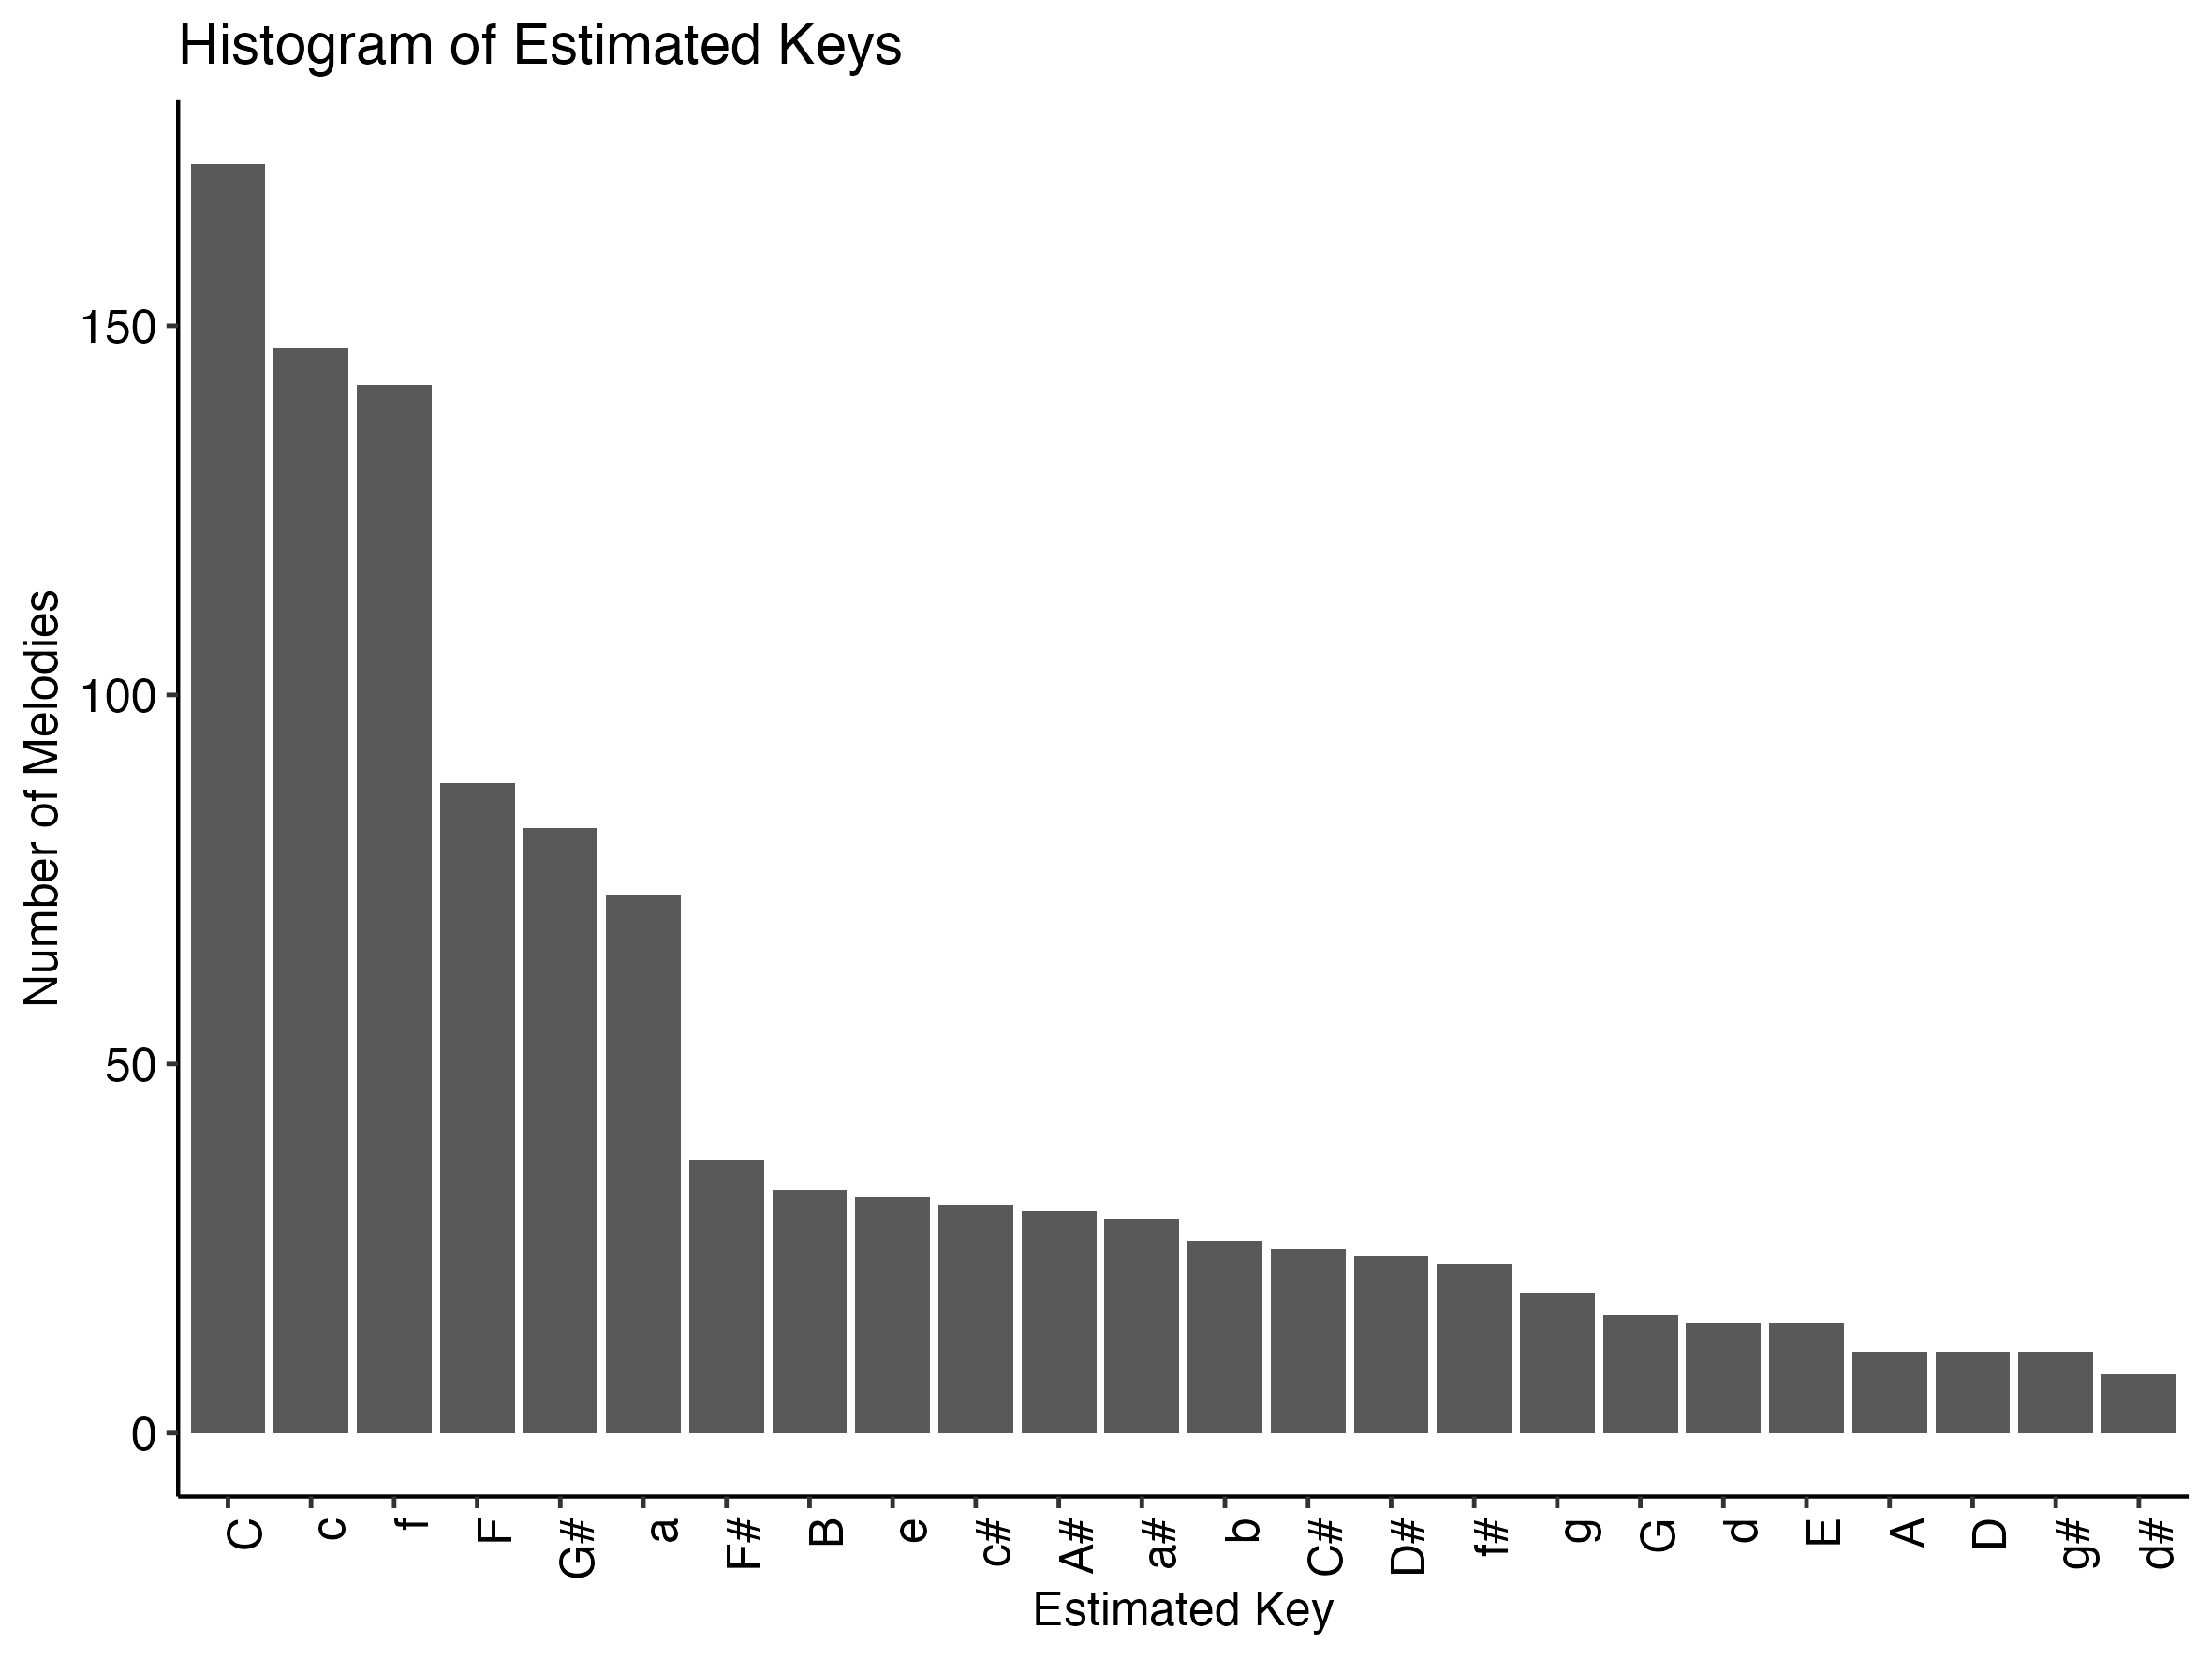 Histogram of Estimated Keys
Number of Melodies
150
100
50
0
C c f F G# a F# B e c# A# a# b C# D# f# g G d E A D g# d#
Estimated Key